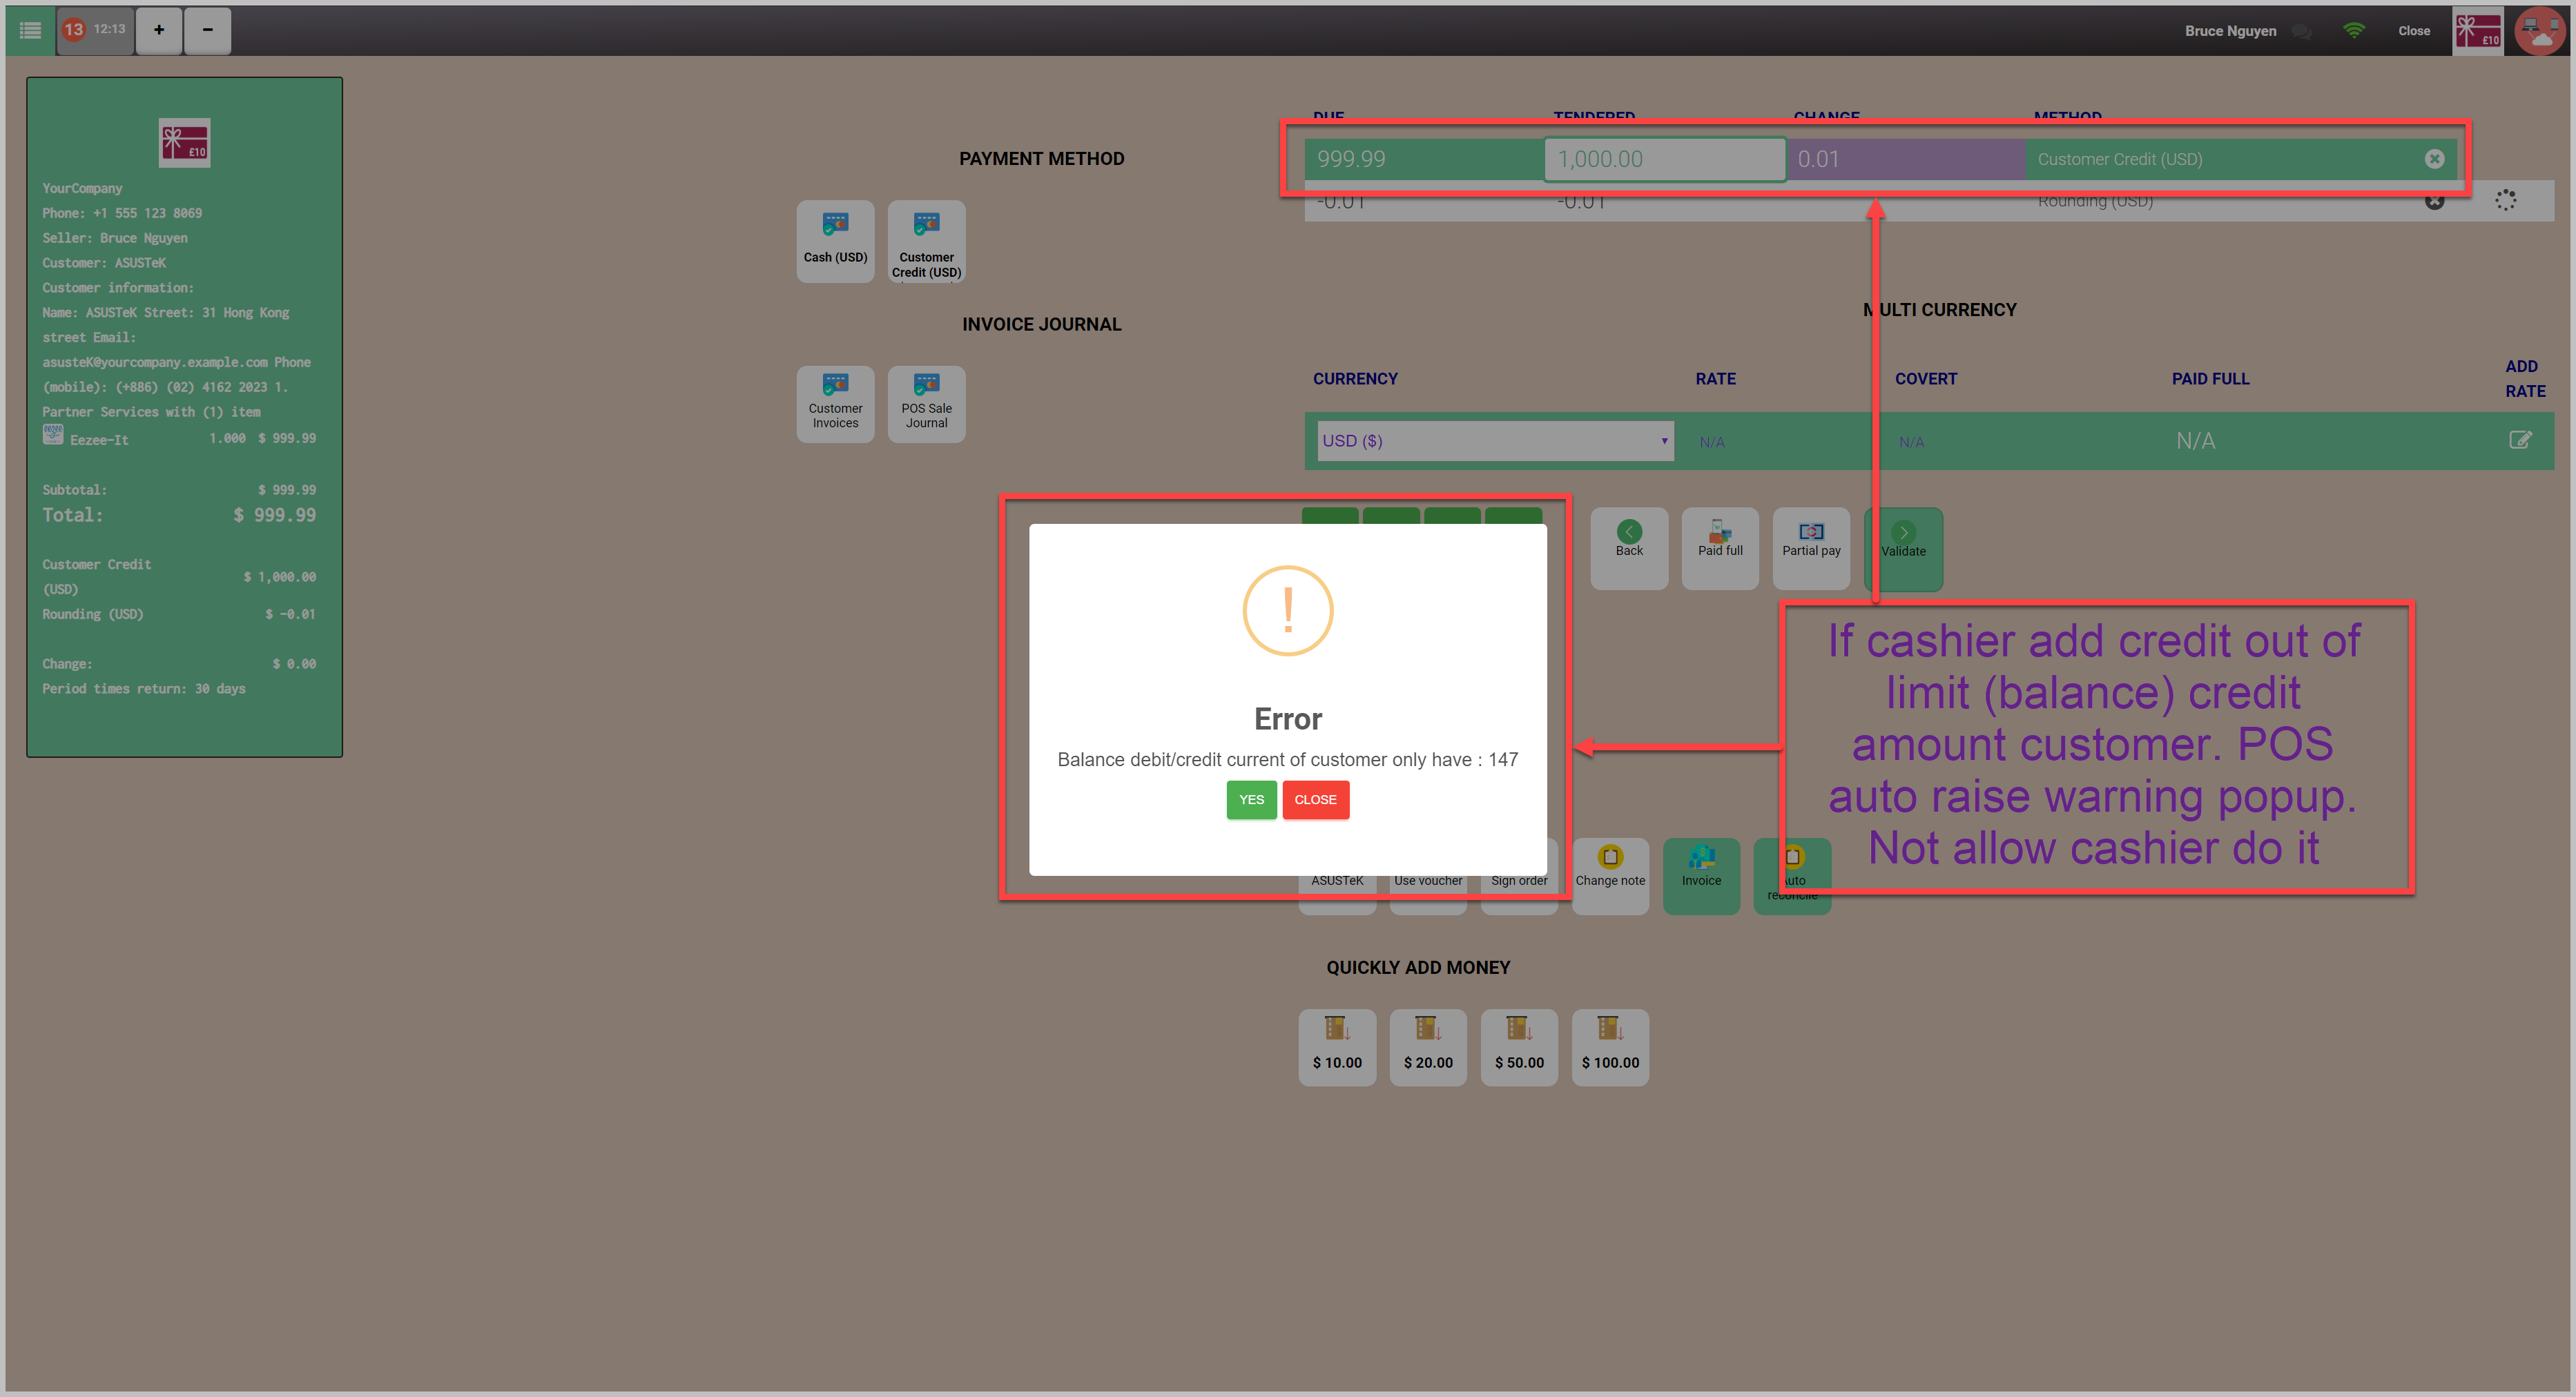 13 12:13 + −
Bruce Nguyen
Close
£10
£10
YourCompany
Phone: +1 555 123 8069
Seller: Bruce Nguyen
Customer: ASUSTeK
Customer information:
Name: ASUSTeK Street: 31 Hong Kong
street Email:
asusteK@yourcompany.example.com Phone
(mobile): (+886) (02) 4162 2023 1.
Partner Services with (1) item
Eezee-It 1.000 $ 999.99
Subtotal: $ 999.99
Total: $ 999.99
Customer Credit
(USD) $ 1,000.00
Rounding (USD) $ -0.01
Change: $ 0.00
Period times return: 30 days
PAYMENT METHOD
Cash (USD)
Customer
Credit (USD)
INVOICE JOURNAL
Customer
Invoices
POS Sale
Journal
DUE TENDERED CHANGE METHOD
999.99 1,000.00 0.01 Customer Credit (USD)
-0.01 -0.01 Rounding (USD)
MULTI CURRENCY
CURRENCY RATE COVERT PAID FULL ADD
RATE
USD ($) N/A N/A N/A
Back
Paid full
Partial pay
Validate
Error
Balance debit/credit current of customer only have : 147
YES CLOSE
If cashier add credit out of
limit (balance) credit
amount customer. POS
auto raise warning popup.
Not allow cashier do it
ASUSTeK
Use voucher
Sign order
Change note
Invoice
Auto
reconcile
QUICKLY ADD MONEY
$ 10.00
$ 20.00
$ 50.00
$ 100.00